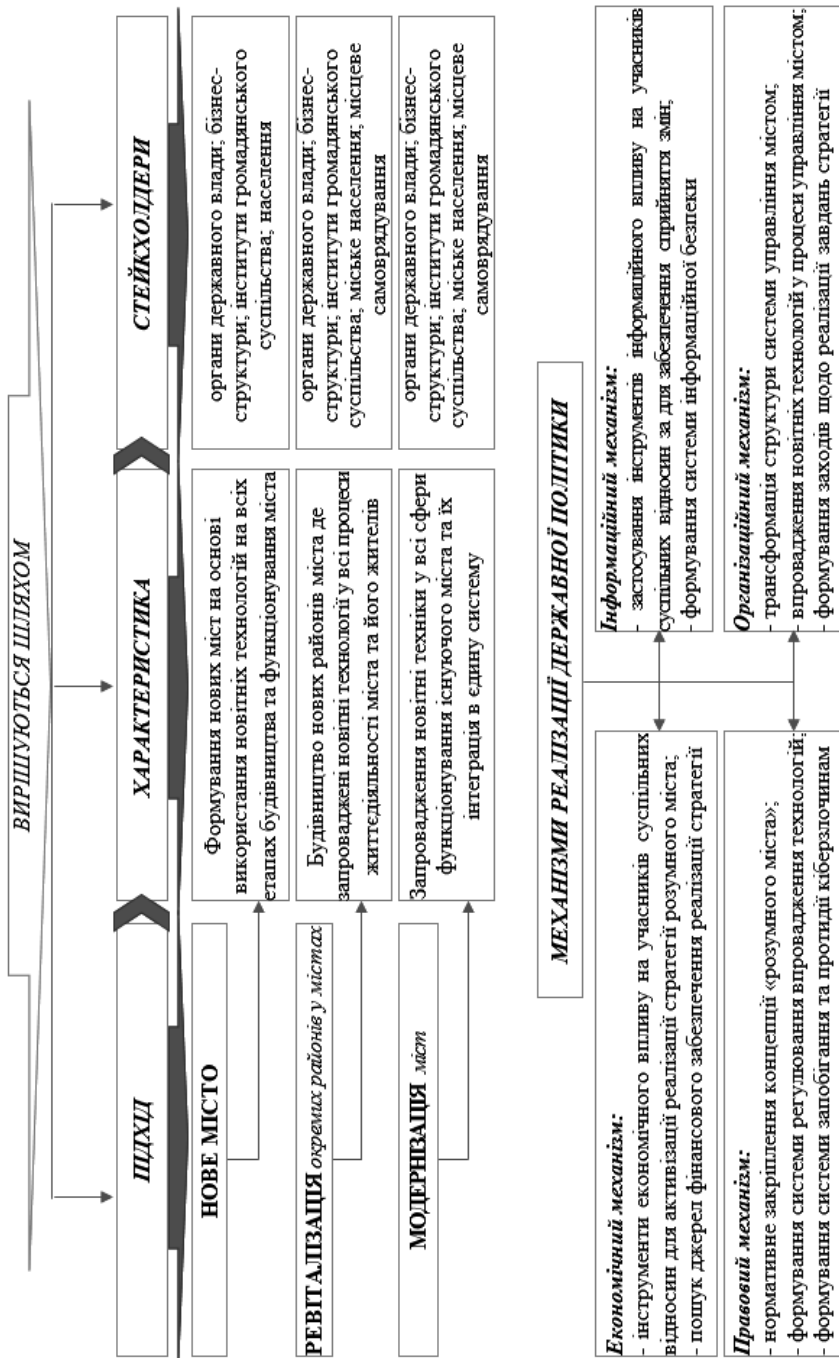 ВИРІШУЮТЬСЯ ШЛЯХОМ
ПІДХІД
ХАРАКТЕРИСТИКА
СТЕЙКХОЛДЕРИ
НОВЕ МІСТО
Формування нових міст на основі
використання новітніх технологій на всіх
етапах будівництва та функціонування міста
органи державного влади; бізнес-
структури; інститути громадянського
суспільства; населення
РЕВІТАЛІЗАЦІЯ окремих районів у містах
Будівництво нових районів міста де
запроваджені новітні технології у всі процеси
життєдіяльності міста та його жителів
органи державного влади; бізнес-
структури; інститути громадянського
суспільства; міське населення; місцеве
самоврядування
МОДЕРНІЗАЦІЯ міст
Запровадження новітні техніки у всі сфери
функціонування існуючого міста та їх
інтеграція в єдину систему
органи державного влади; бізнес-
структури; інститути громадянського
суспільства; міське населення; місцеве
самоврядування
МЕХАНІЗМИ РЕАЛІЗАЦІЇ ДЕРЖАВНОЇ ПОЛІТИКИ
Економічний механізм:
- інструменти економічного впливу на учасників суспільних
відносин для активізації реалізації стратегії розумного міста;
- пошук джерел фінансового забезпечення реалізації стратегії
Інформаційний механізм:
- застосування інструментів інформаційного впливу на учасників
суспільних відносин за для забезпечення сприйняття змін;
- формування системи інформаційної безпеки
Правовий механізм:
- нормативне закріплення концепції «розумного міста»;
- формування системи регулювання впровадження технологій;
- формування системи запобігання та протидії кіберзлочинам
Організаційний механізм:
- трансформація структури системи управління містом;
- впровадження новітніх технологій у процеси управління містом;
- формування заходів щодо реалізації завдань стратегії